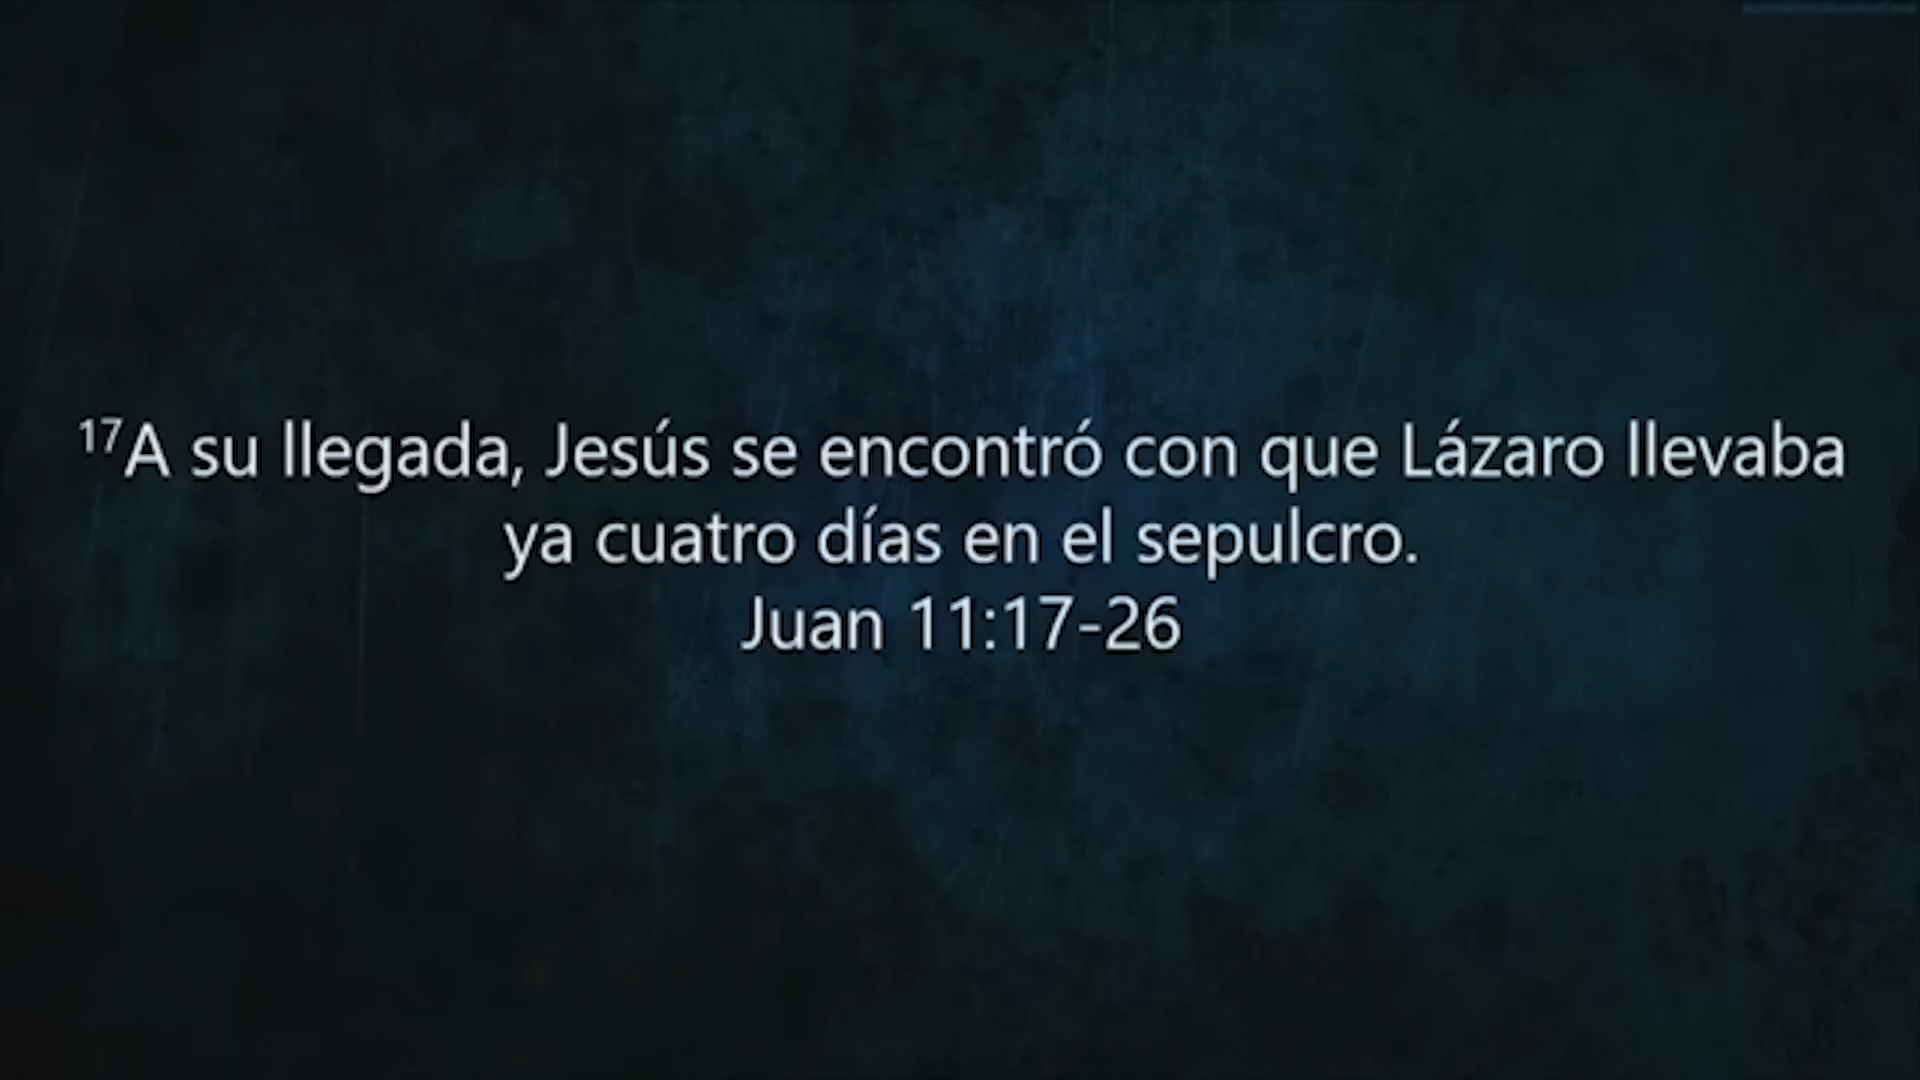 ¹⁷A su llegada, Jesús se encontró con que Lázaro llevaba
ya cuatro días en el sepulcro.
Juan 11:17-26